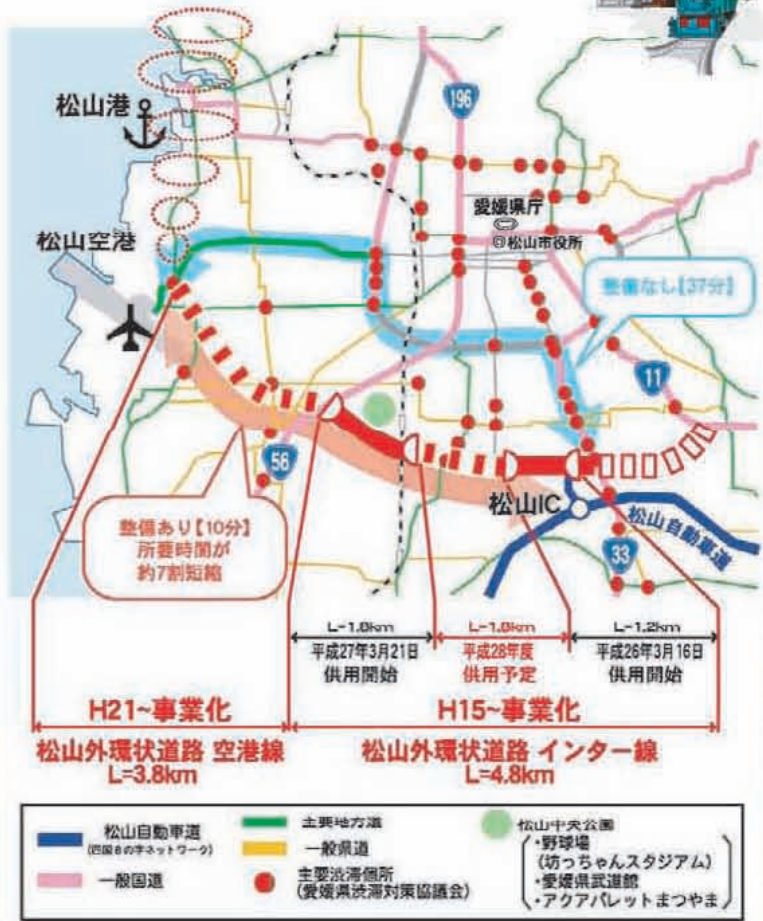 松山港
196
愛媛県庁
松山市役所
松山空港
整備なし【37分】
11
56
整備あり【10分】
所要時間が
約7割短縮
松山IC
松山自動車道
33
L=1.8km
L=1.8km
L=1.2km
平成27年3月21日
平成28年度
平成26年3月16日
供用開始
供用予定
供用開始
H21~事業化
H15~事業化
松山外環状道路 空港線
松山外環状道路 インター線
L=3.8km
L=4.8km
松山自動車道
(四国8の字ネットワーク)
一般国道
主要地方道
一般県道
主要渋滞個所
(愛媛県渋滞対策協議会)
松山中央公園
・野球場
(坊っちゃんスタジアム)
・愛媛県武道館
・アクアパレットまつやま